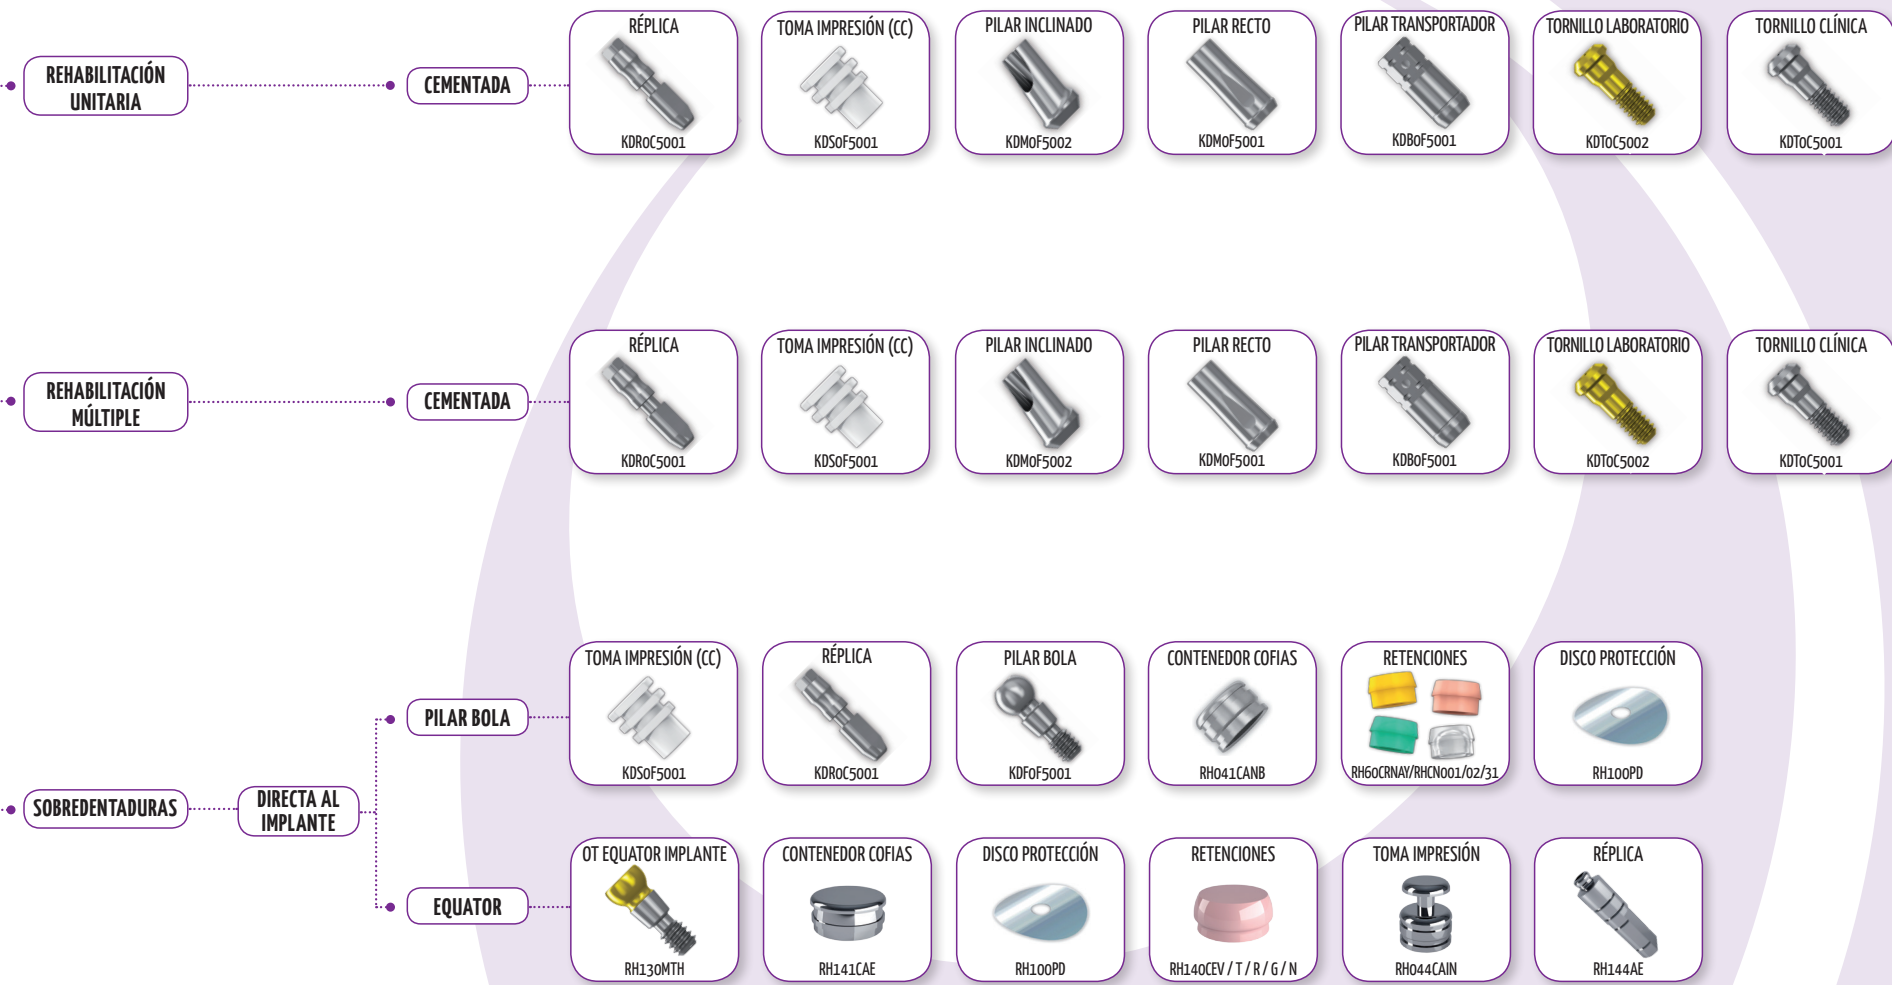 REHABILITACIÓN
UNITARIA
CEMENTADA
RÉPLICA
KDR0C5001
TOMA IMPRESIÓN (CC)
KDS0F5001
PILAR INCLINADO
KDM0F5002
PILAR RECTO
KDM0F5001
PILAR TRANSPORTADOR
KDB0F5001
TORNILLO LABORATORIO
KDT0C5002
TORNILLO CLÍNICA
KDT0C5001
REHABILITACIÓN
MÚLTIPLE
CEMENTADA
RÉPLICA
KDR0C5001
TOMA IMPRESIÓN (CC)
KDS0F5001
PILAR INCLINADO
KDM0F5002
PILAR RECTO
KDM0F5001
PILAR TRANSPORTADOR
KDB0F5001
TORNILLO LABORATORIO
KDT0C5002
TORNILLO CLÍNICA
KDT0C5001
SOBREDENTADURAS
DIRECTA AL
IMPLANTE
PILAR BOLA
TOMA IMPRESIÓN (CC)
KDS0F5001
RÉPLICA
KDR0C5001
PILAR BOLA
KDF0F5001
CONTENEDOR COFIAS
RH041CANB
RETENCIONES
RH60CRNAY/RHCN001/02/31
DISCO PROTECCIÓN
RH100PD
EQUATOR
OT EQUATOR IMPLANTE
RH130MTH
CONTENEDOR COFIAS
RH141CAE
DISCO PROTECCIÓN
RH100PD
RETENCIONES
RH140CEV / T / R / G / N
TOMA IMPRESIÓN
RH044CAIN
RÉPLICA
RH144AE